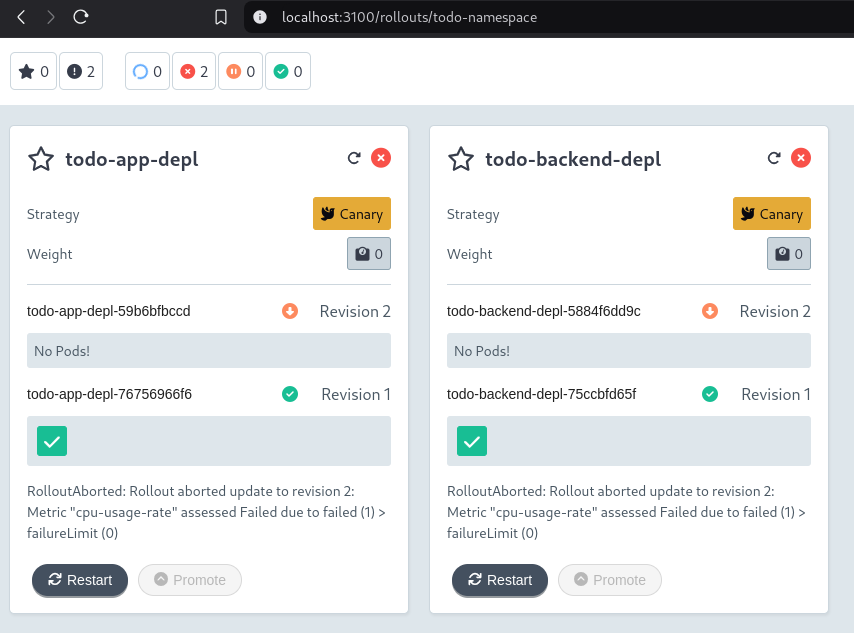 localhost:3100/rollouts/todo-namespace
0 2 0 2 0 0
todo-app-depl
Strategy Canary
Weight 0
todo-app-depl-59b6bfbccd Revision 2
No Pods!
todo-app-depl-76756966f6 Revision 1
RolloutAborted: Rollout aborted update to revision 2:
Metric "cpu-usage-rate" assessed Failed due to failed (1) >
failureLimit (0)
Restart Promote
todo-backend-depl
Strategy Canary
Weight 0
todo-backend-depl-5884f6dd9c Revision 2
No Pods!
todo-backend-depl-75ccbfd65f Revision 1
RolloutAborted: Rollout aborted update to revision 2:
Metric "cpu-usage-rate" assessed Failed due to failed (1) >
failureLimit (0)
Restart Promote